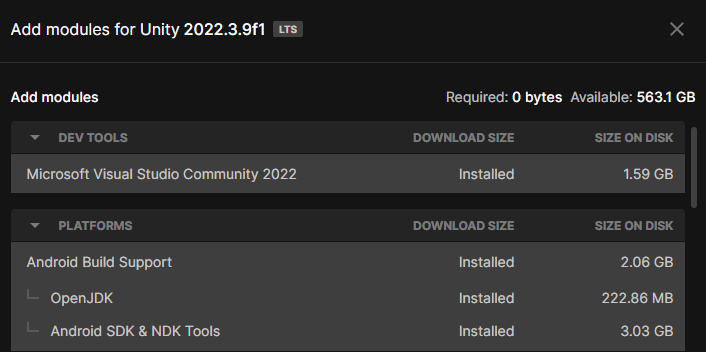 Add modules for Unity 2022.3.9f1 LTS
Add modules Required: 0 bytes Available: 563.1 GB
DEV TOOLS DOWNLOAD SIZE SIZE ON DISK
Microsoft Visual Studio Community 2022 Installed 1.59 GB
PLATFORMS DOWNLOAD SIZE SIZE ON DISK
Android Build Support Installed 2.06 GB
OpenJDK Installed 222.86 MB
Android SDK & NDK Tools Installed 3.03 GB